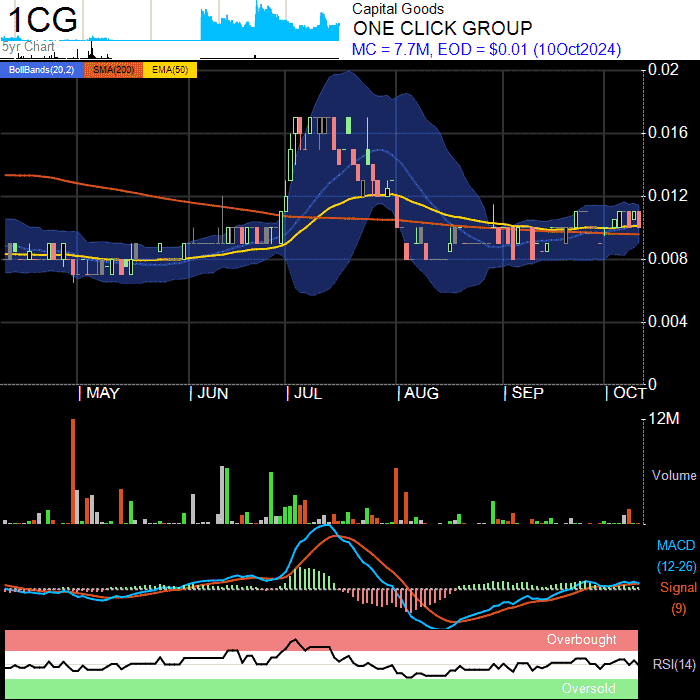 1CG
5yr Chart
Capital Goods
ONE CLICK GROUP
MC = 7.7M, EOD = $0.01 (10Oct2024)
BollBands(20,2) SMA(200) EMA(50)
0.02
0.016
0.012
0.008
0.004
0
| MAY | JUN | JUL | AUG | SEP | OCT
12M
Volume
MACD
(12-26)
Signal
(9)
Overbought
RSI(14)
Oversold